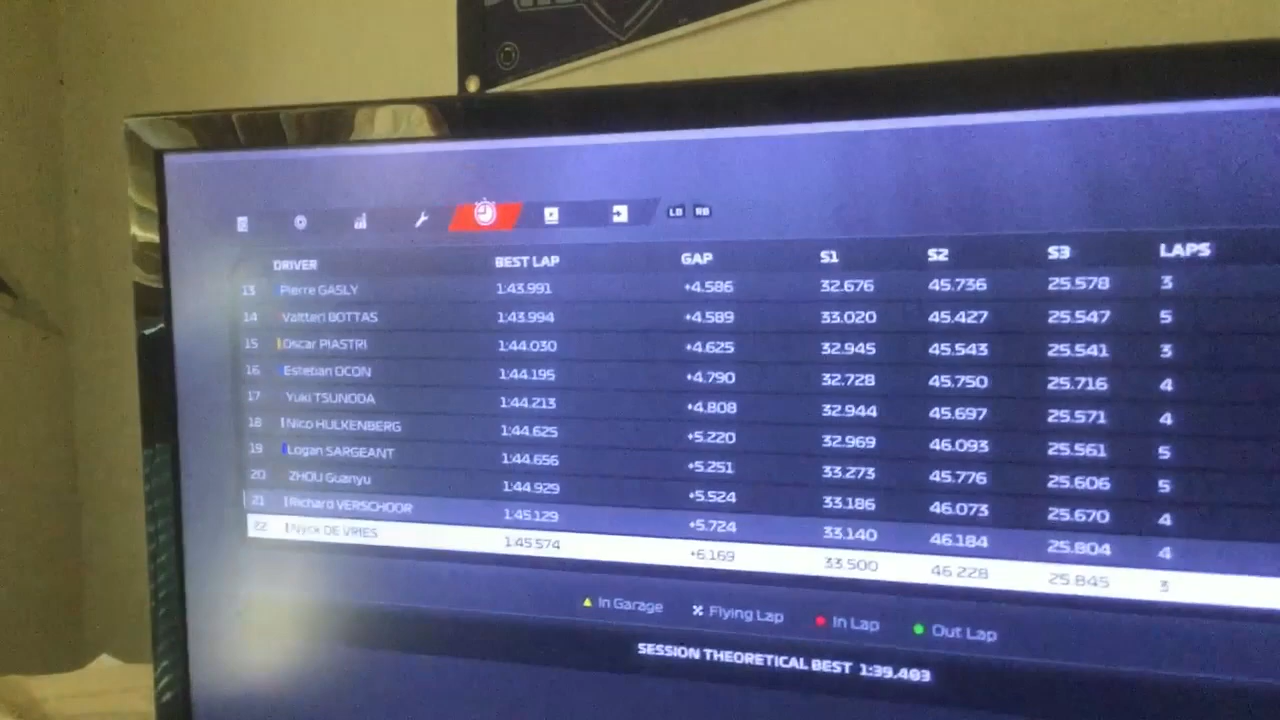 LB RB
DRIVER BEST LAP GAP S1 S2 S3 LAPS
13 Pierre GASLY 1:43.991 +4.586 32.676 45.736 25.578 3
14 Valtteri BOTTAS 1:43.994 +4.589 33.020 45.427 25.547 5
15 Oscar PIASTRI 1:44.030 +4.625 32.945 45.543 25.541 3
16 Esteban OCON 1:44.195 +4.790 32.728 45.750 25.716 4
17 Yuki TSUNODA 1:44.213 +4.808 32.944 45.697 25.571 4
18 Nico HULKENBERG 1:44.625 +5.220 32.969 46.093 25.561 5
19 Logan SARGEANT 1:44.656 +5.251 33.273 45.776 25.606 5
20 ZHOU Guanyu 1:44.929 +5.524 33.186 46.073 25.670 4
21 Richard VERSCHOOR 1:45.129 +5.724 33.140 46.184 25.804 4
22 Nyck DE VRIES 1:45.574 +6.169 33.500 46.228 25.845 3
In Garage Flying Lap In Lap Out Lap
SESSION THEORETICAL BEST 1:39.403